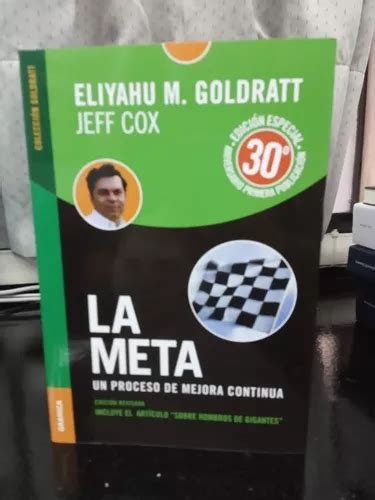 COLECCIÓN GOLDRATT
ELIYAHU M. GOLDRATT
JEFF COX
EDICIÓN ESPECIAL
30º
ANIVERSARIO PRIMERA PUBLICACIÓN
LA
META
UN PROCESO DE MEJORA CONTINUA
EDICIÓN REVISADA
INCLUYE EL ARTÍCULO "SOBRE HOMBROS DE GIGANTES"
GRANICA